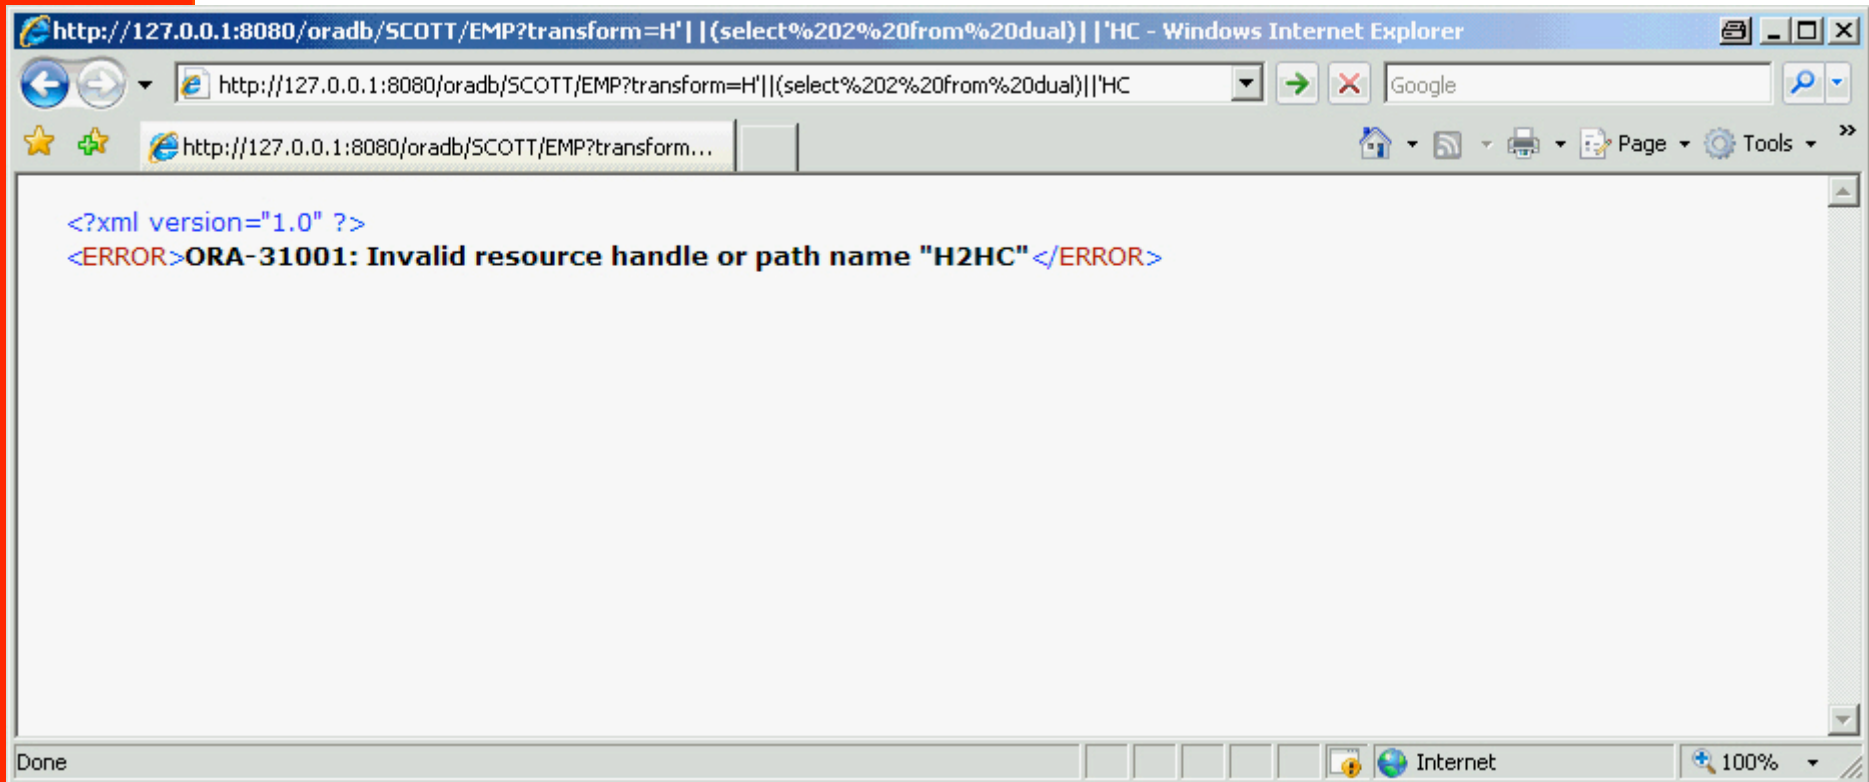 http://127.0.0.1:8080/oradb/SCOTT/EMP?transform=H'||(select%202%20from%20dual)||'HC - Windows Internet Explorer
http://127.0.0.1:8080/oradb/SCOTT/EMP?transform=H'||(select%202%20from%20dual)||'HC
Google
http://127.0.0.1:8080/oradb/SCOTT/EMP?transform...
Page
Tools
<?xml version="1.0" ?>
<ERROR>ORA-31001: Invalid resource handle or path name "H2HC"</ERROR>
Done
Internet
100%